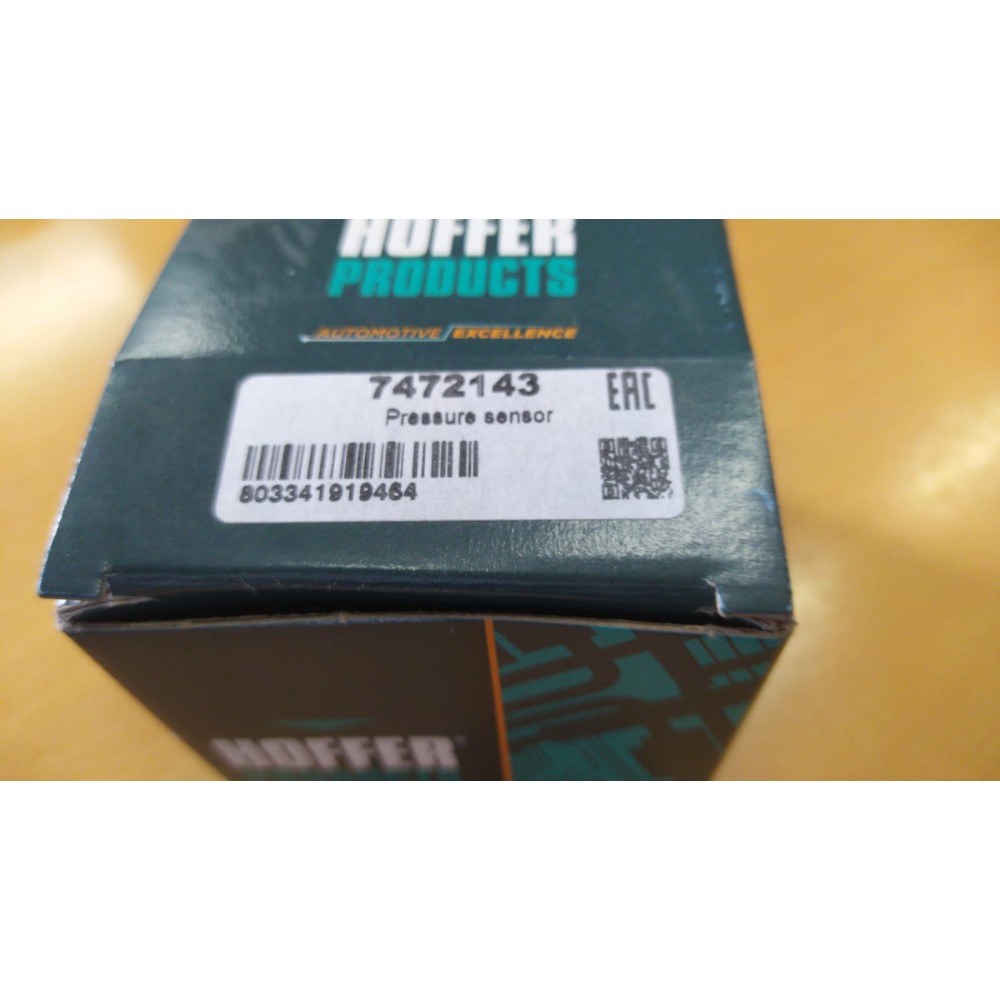 HOFFER
PRODUCTS
AUTOMOTIVE EXCELLENCE
7472143
EAC
Pressure sensor
803341919464
HOFFER®